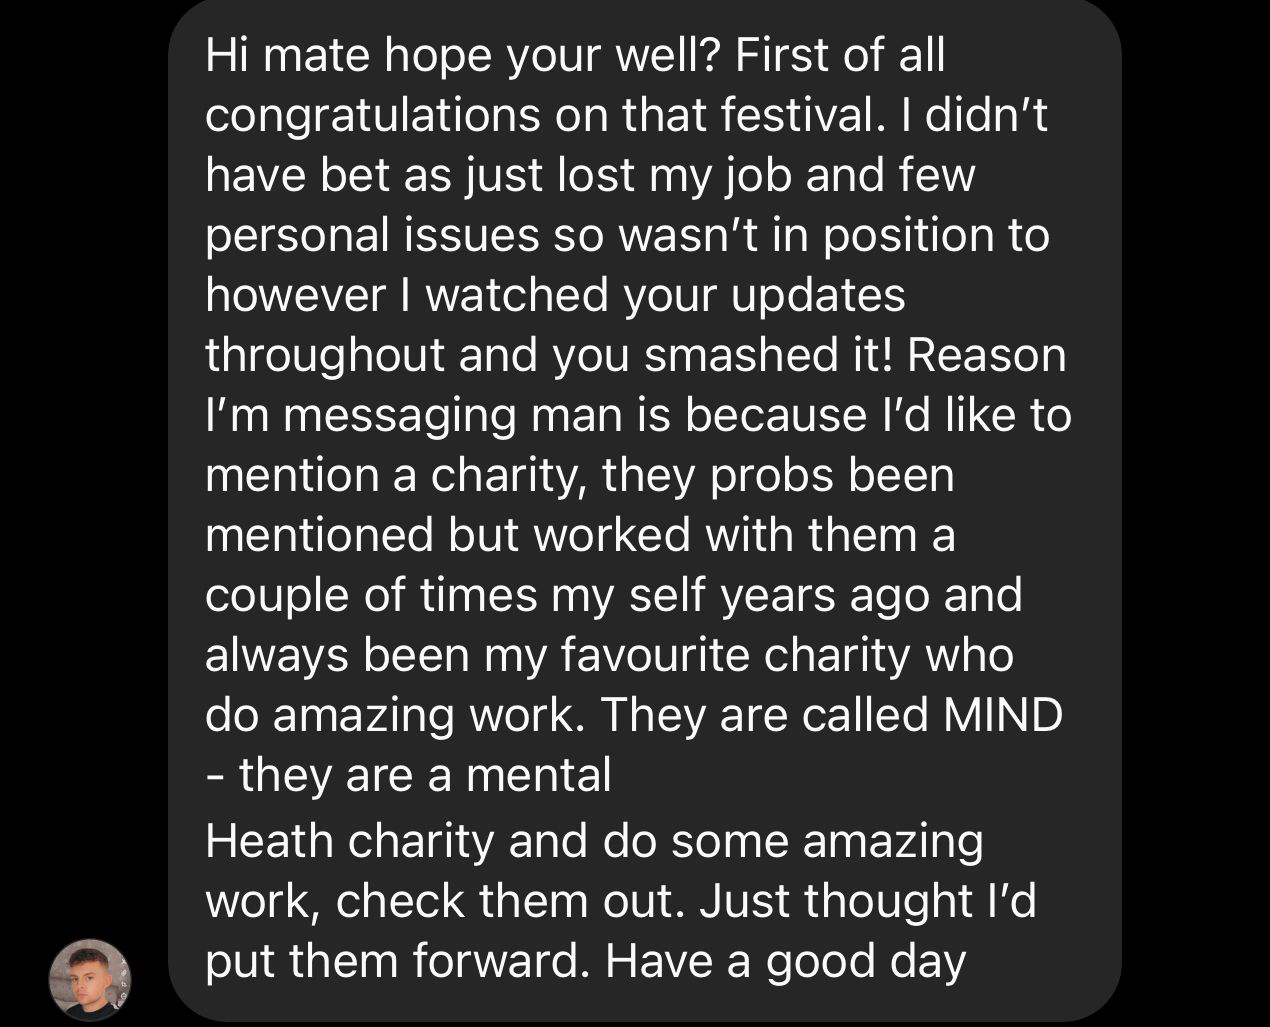 Hi mate hope your well? First of all
congratulations on that festival. I didn’t
have bet as just lost my job and few
personal issues so wasn’t in position to
however I watched your updates
throughout and you smashed it! Reason
I’m messaging man is because I’d like to
mention a charity, they probs been
mentioned but worked with them a
couple of times my self years ago and
always been my favourite charity who
do amazing work. They are called MIND
- they are a mental
Heath charity and do some amazing
work, check them out. Just thought I’d
put them forward. Have a good day